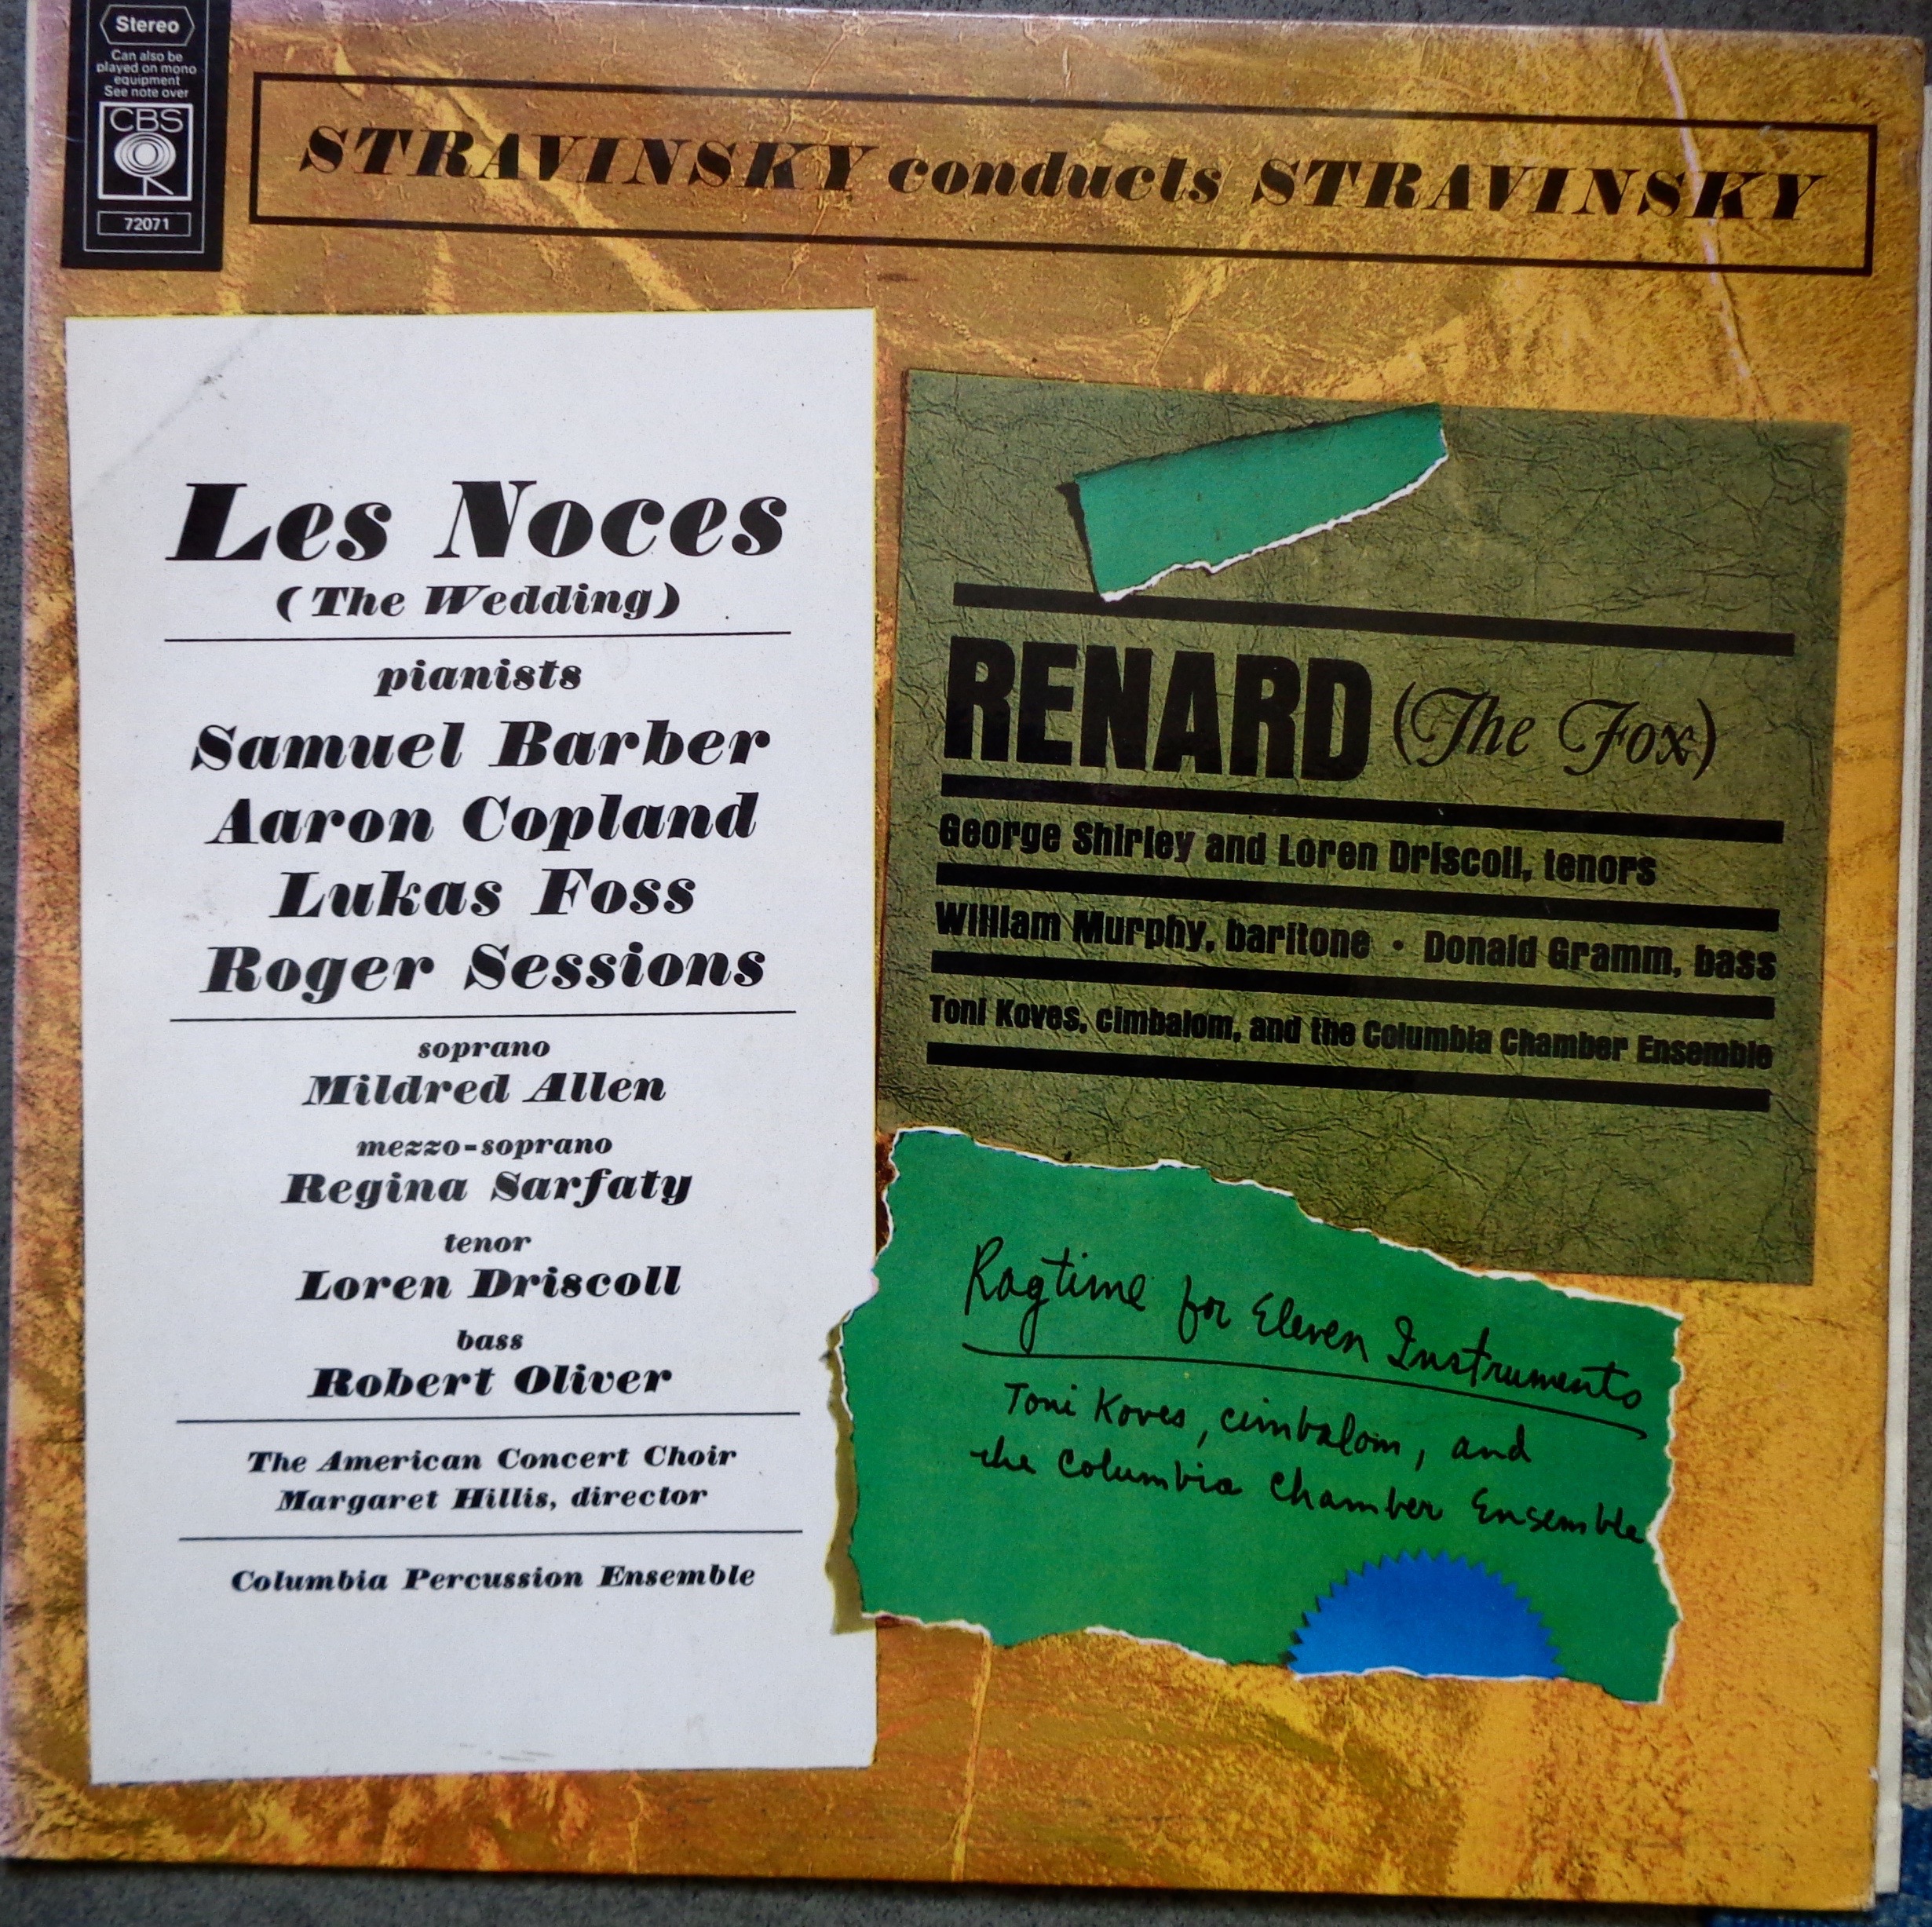 Stereo
Can also be
played on mono
equipment
See note over
CBS
72071
STRAVINSKY conducts STRAVINSKY
Les Noces
(The Wedding)
pianists
Samuel Barber
Aaron Copland
Lukas Foss
Roger Sessions
soprano
Mildred Allen
mezzo-soprano
Regina Sarfaty
tenor
Loren Driscoll
bass
Robert Oliver
The American Concert Choir
Margaret Hillis, director
Columbia Percussion Ensemble
RENARD (The Fox)
George Shirley and Loren Driscoll, tenors
William Murphy, baritone • Donald Gramm, bass
Toni Koves, cimbalom, and the Columbia Chamber Ensemble
Ragtime for Eleven Instruments
Toni Koves, cimbalom, and
the Columbia Chamber Ensemble